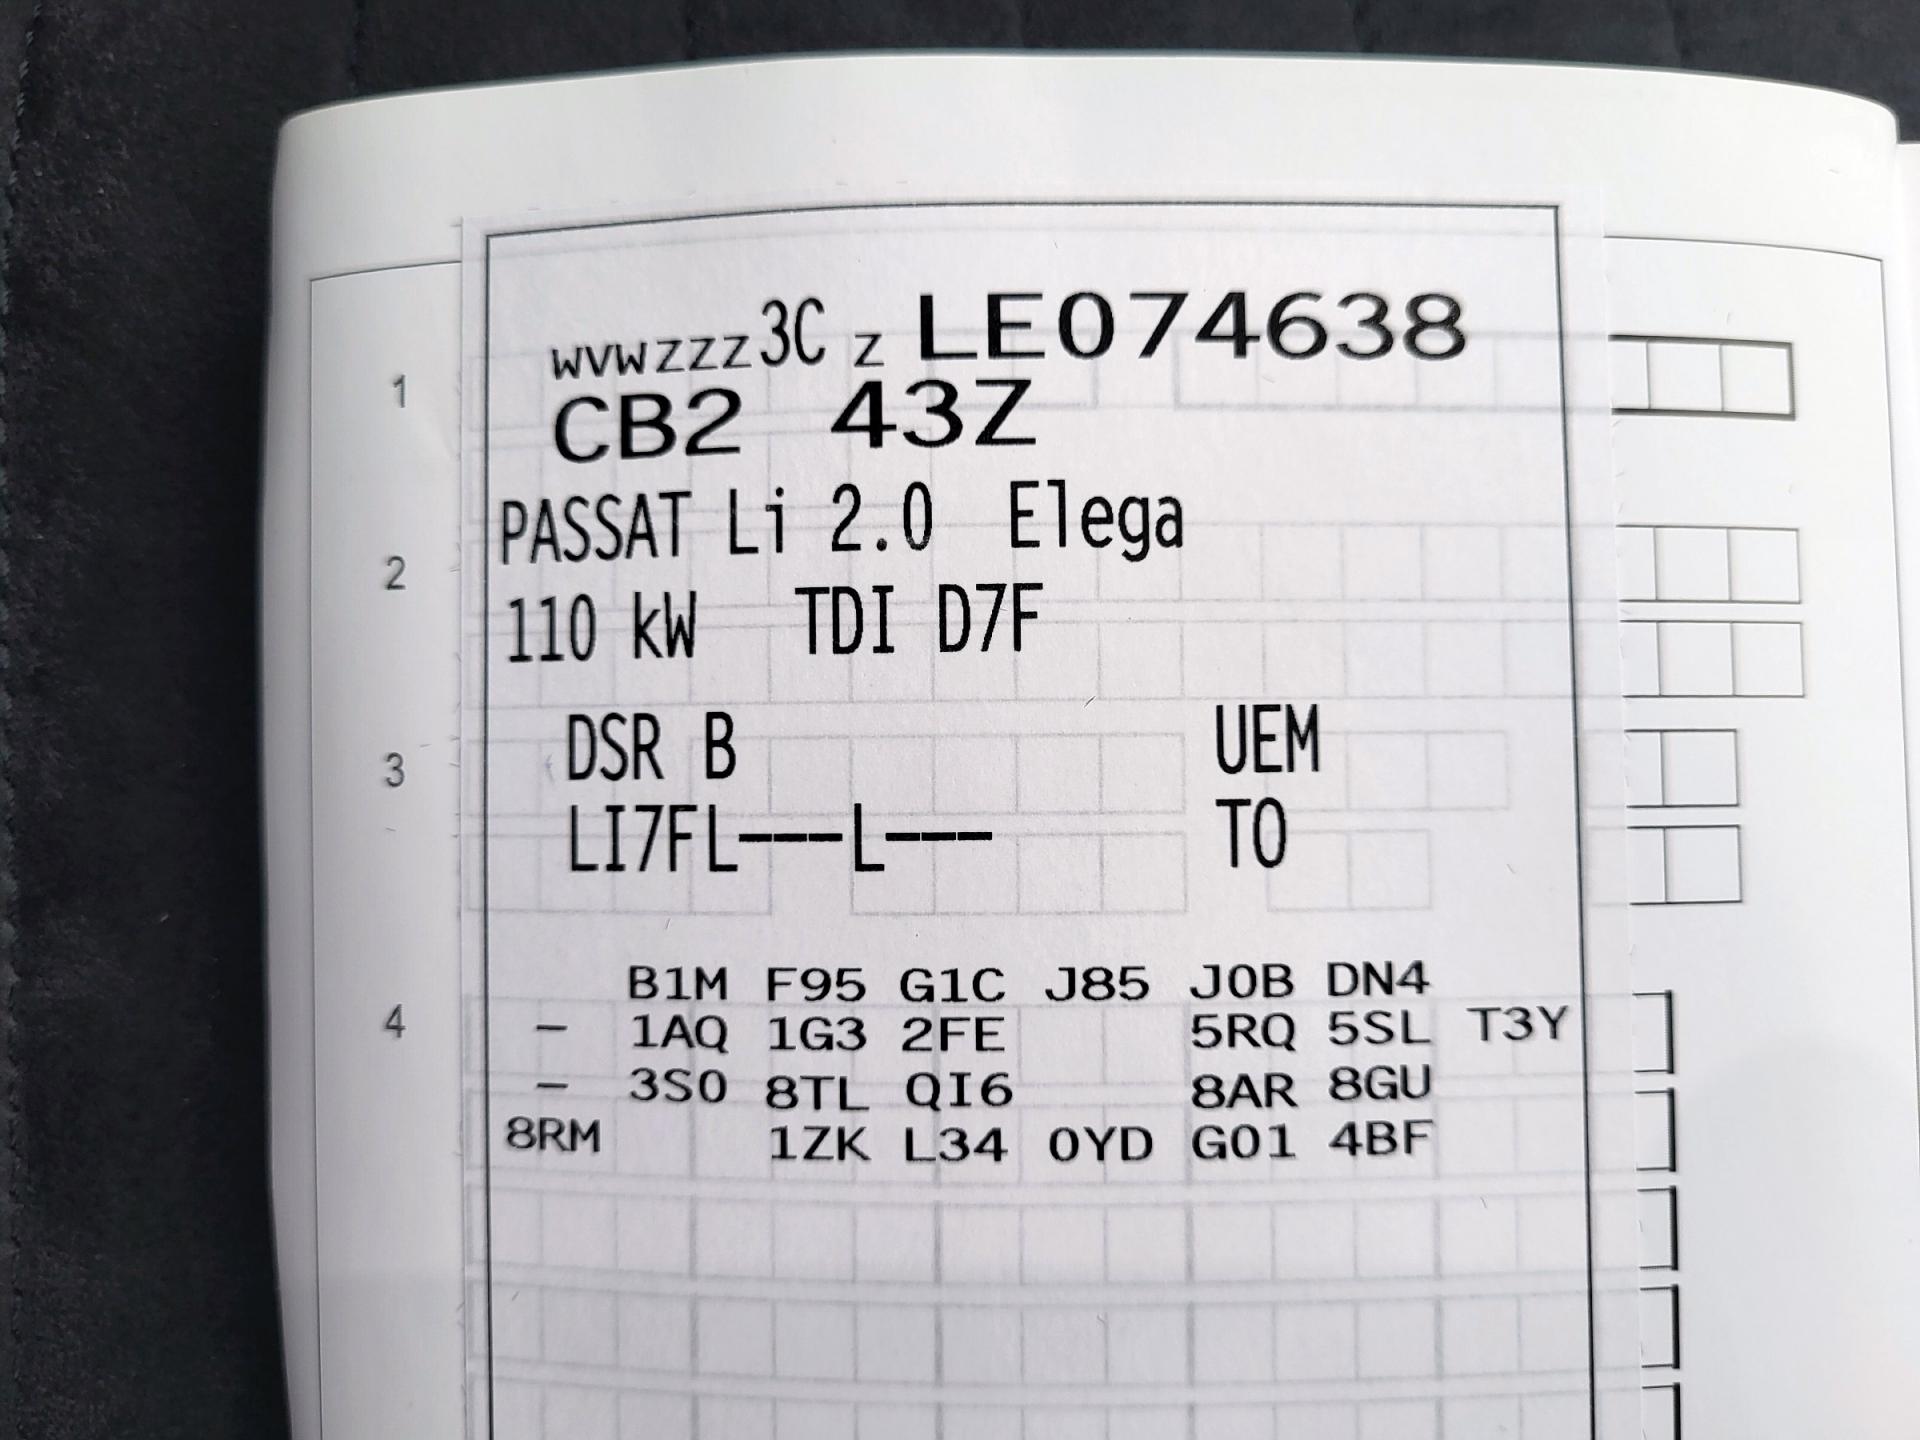 1
WVWZZZ3C Z LE074638
CB2 43Z
2
PASSAT Li 2.0 Elega
110 kW TDI D7F
3
DSR B UEM
LI7FL---L--- T0
4
B1M F95 G1C J85 J0B DN4
- 1AQ 1G3 2FE 5RQ 5SL T3Y
- 3S0 8TL QI6 8AR 8GU
8RM 1ZK L34 0YD G01 4BF